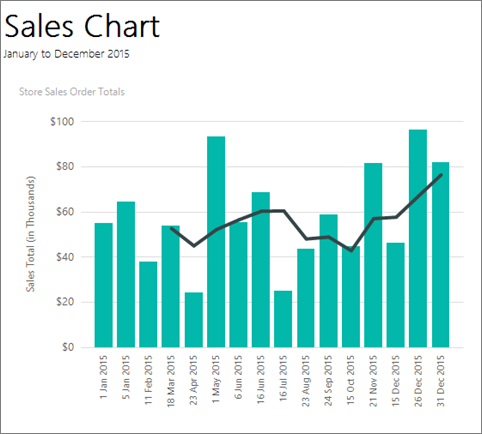 Sales Chart
January to December 2015
Store Sales Order Totals
Sales Total (in Thousands)
$100
$80
$60
$40
$20
$0
1 Jan 2015
5 Jan 2015
11 Feb 2015
18 Mar 2015
23 Apr 2015
1 May 2015
6 Jun 2015
16 Jun 2015
16 Jul 2015
23 Aug 2015
24 Sep 2015
15 Oct 2015
21 Nov 2015
15 Dec 2015
26 Dec 2015
31 Dec 2015